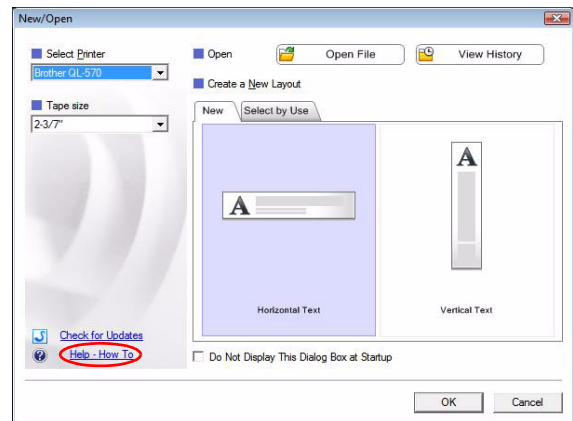 New/Open
Select Printer
Brother QL-570
Tape size
2-3/7"
Check for Updates
Help - How To
Open
Open File
View History
Create a New Layout
New
Select by Use
A
Horizontal Text
A
Vertical Text
Do Not Display This Dialog Box at Startup
OK
Cancel